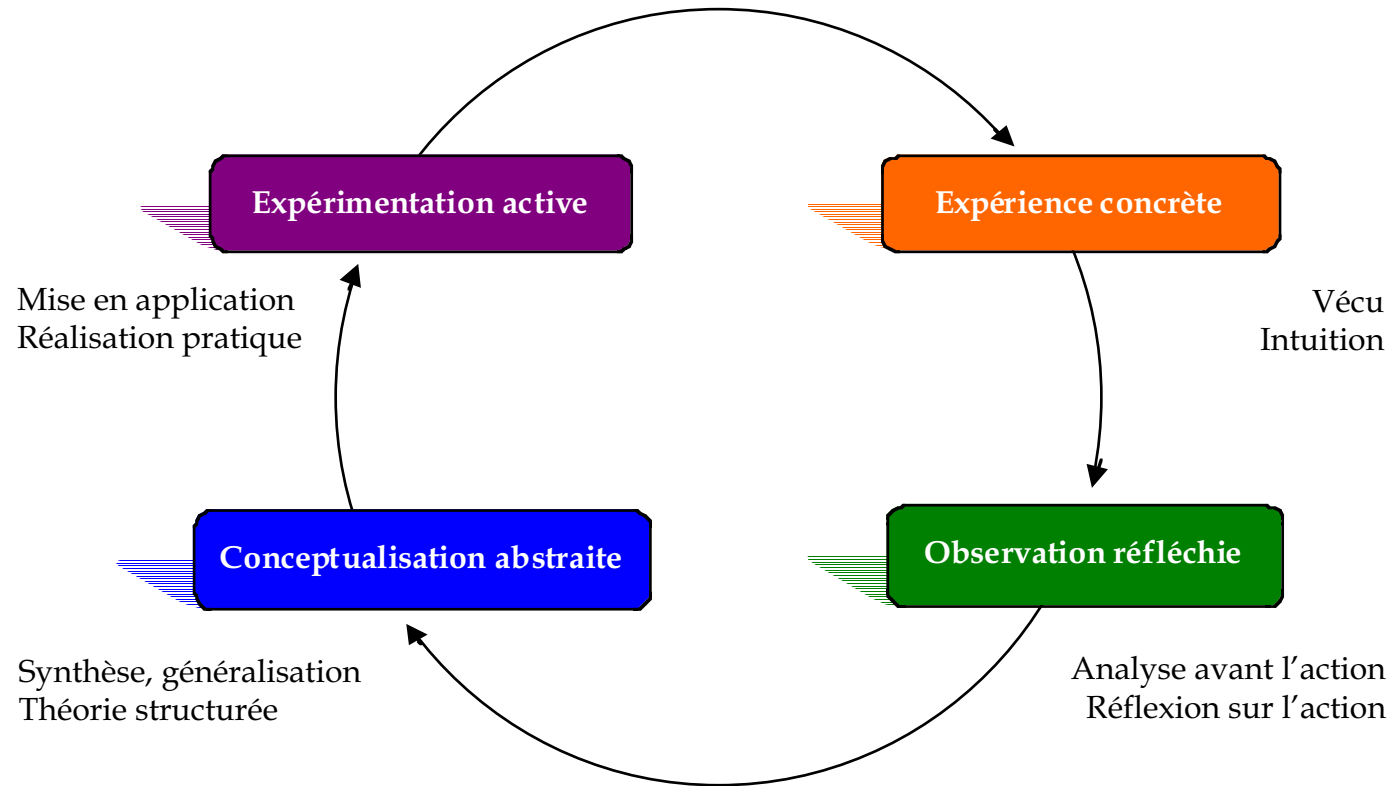 Expérimentation active
Expérience concrète
Mise en application
Réalisation pratique
Vécu
Intuition
Conceptualisation abstraite
Observation réfléchie
Synthèse, généralisation
Théorie structurée
Analyse avant l’action
Réflexion sur l’action